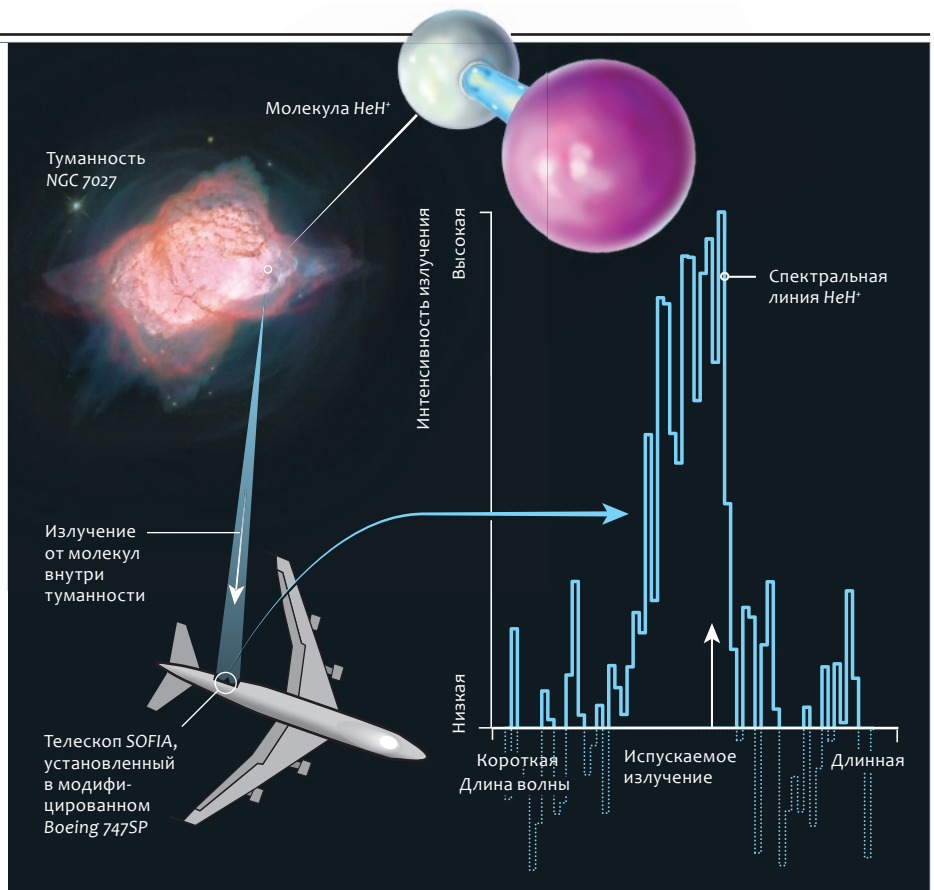 Молекула HeH⁺
Туманность
NGC 7027
Интенсивность излучения
Высокая
Низкая
Спектральная
линия HeH⁺
Излучение
от молекул
внутри
туманности
Телескоп SOFIA,
установленный
в модифи-
цированном
Boeing 747SP
Короткая
Длина волны
Испускаемое
излучение
Длинная